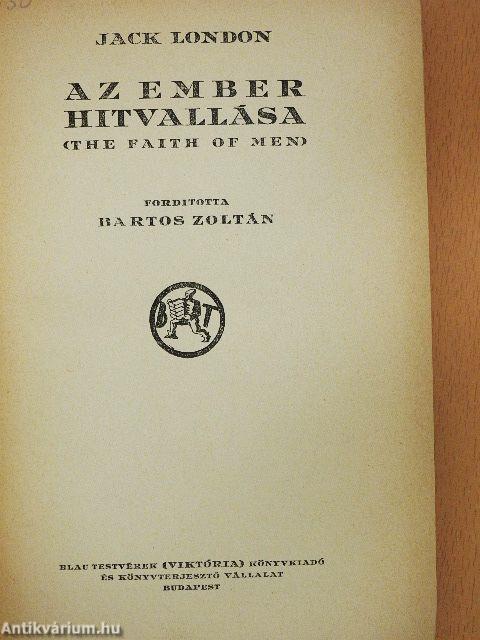 JACK LONDON
AZ EMBER
HITVALLÁSA
(THE FAITH OF MEN)
FORDITOTTA
BARTOS ZOLTÁN
B T
BLAU TESTVÉREK (VIKTÓRIA) KÖNYVKIADÓ
ÉS KÖNYVTERJESZTŐ VÁLLALAT
BUDAPEST
Antikvárium.hu